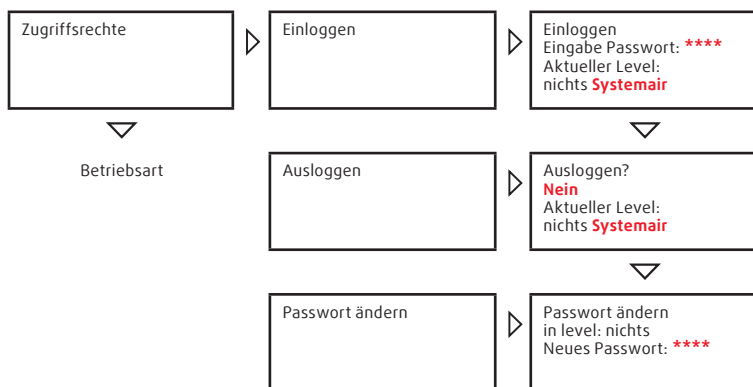 Zugriffsrechte
Einloggen
Einloggen
Eingabe Passwort: ****
Aktueller Level:
nichts Systemair
Betriebsart
Ausloggen
Ausloggen?
Nein
Aktueller Level:
nichts Systemair
Passwort ändern
Passwort ändern
in level: nichts
Neues Passwort: ****